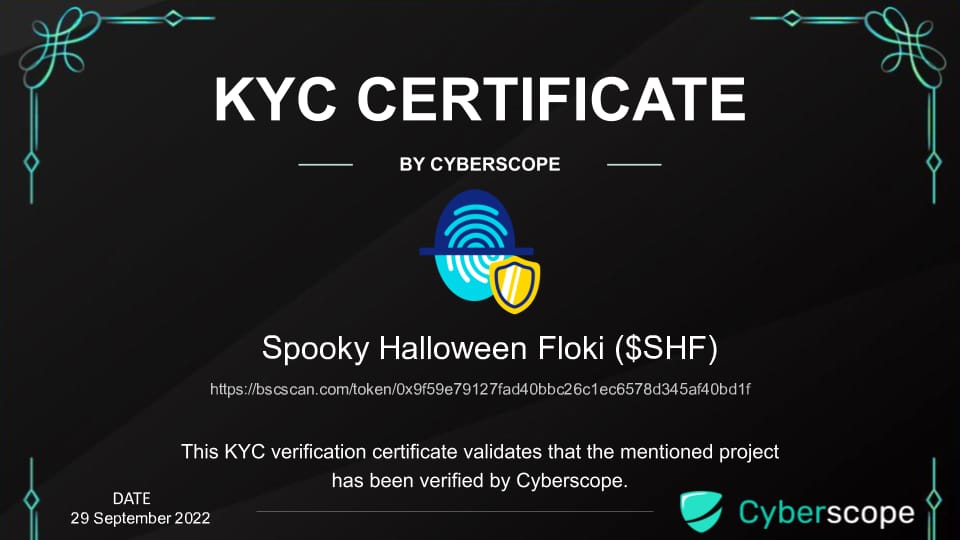 KYC CERTIFICATE
BY CYBERSCOPE
Spooky Halloween Floki ($SHF)
https://bscscan.com/token/0x9f59e79127fad40bbc26c1ec6578d345af40bd1f
This KYC verification certificate validates that the mentioned project
has been verified by Cyberscope.
DATE
29 September 2022
Cyberscope